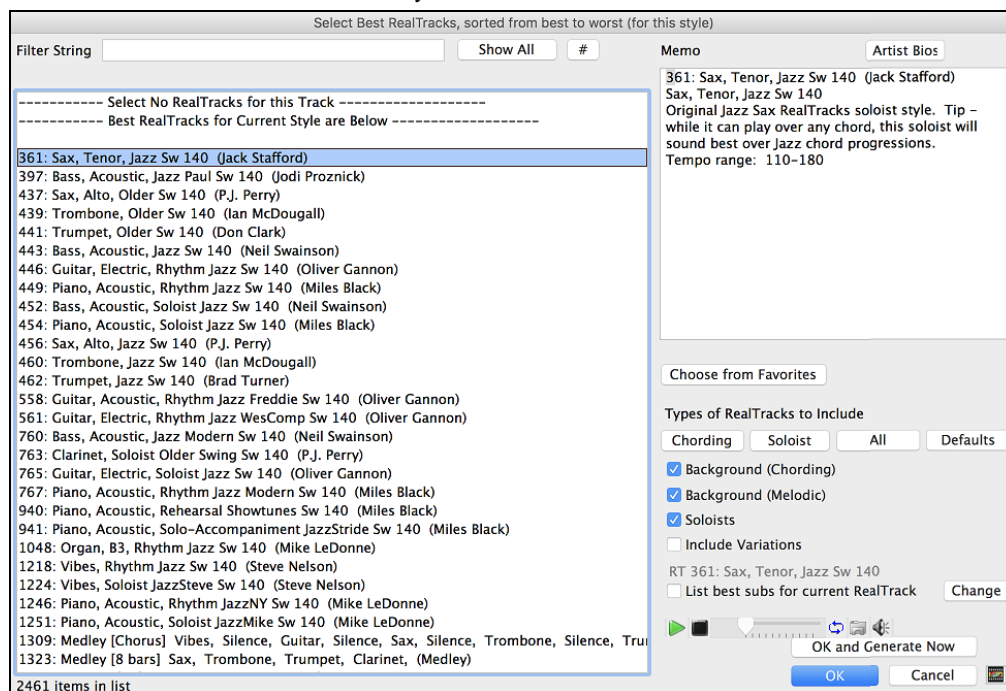 Select Best RealTracks, sorted from best to worst (for this style)
Filter String
Show All
#
----------- Select No RealTracks for this Track -------------------
----------- Best RealTracks for Current Style are Below -------------------
361: Sax, Tenor, Jazz Sw 140 (Jack Stafford)
397: Bass, Acoustic, Jazz Paul Sw 140 (Jodi Proznick)
437: Sax, Alto, Older Sw 140 (P.J. Perry)
439: Trombone, Older Sw 140 (Ian McDougall)
441: Trumpet, Older Sw 140 (Don Clark)
443: Bass, Acoustic, Jazz Sw 140 (Neil Swainson)
446: Guitar, Electric, Rhythm Jazz Sw 140 (Oliver Gannon)
449: Piano, Acoustic, Rhythm Jazz Sw 140 (Miles Black)
452: Bass, Acoustic, Soloist Jazz Sw 140 (Neil Swainson)
454: Piano, Acoustic, Soloist Jazz Sw 140 (Miles Black)
456: Sax, Alto, Jazz Sw 140 (P.J. Perry)
460: Trombone, Jazz Sw 140 (Ian McDougall)
462: Trumpet, Jazz Sw 140 (Brad Turner)
558: Guitar, Acoustic, Rhythm Jazz Freddie Sw 140 (Oliver Gannon)
561: Guitar, Electric, Rhythm Jazz WesComp Sw 140 (Oliver Gannon)
760: Bass, Acoustic, Jazz Modern Sw 140 (Neil Swainson)
763: Clarinet, Soloist Older Swing Sw 140 (P.J. Perry)
765: Guitar, Electric, Soloist Jazz Sw 140 (Oliver Gannon)
767: Piano, Acoustic, Rhythm Jazz Modern Sw 140 (Miles Black)
940: Piano, Acoustic, Rehearsal Showtunes Sw 140 (Miles Black)
941: Piano, Acoustic, Solo-Accompaniment JazzStride Sw 140 (Miles Black)
1048: Organ, B3, Rhythm Jazz Sw 140 (Mike LeDonne)
1218: Vibes, Rhythm Jazz Sw 140 (Steve Nelson)
1224: Vibes, Soloist JazzSteve Sw 140 (Steve Nelson)
1246: Piano, Acoustic, Rhythm JazzNY Sw 140 (Mike LeDonne)
1251: Piano, Acoustic, Soloist JazzMike Sw 140 (Mike LeDonne)
1309: Medley [Chorus] Vibes, Silence, Guitar, Silence, Sax, Silence, Trombone, Silence, Tru
1323: Medley [8 bars] Sax, Trombone, Trumpet, Clarinet, (Medley)
2461 items in list
Memo
Artist Bios
361: Sax, Tenor, Jazz Sw 140 (Jack Stafford)
Sax, Tenor, Jazz Sw 140
Original Jazz Sax RealTracks soloist style. Tip -
while it can play over any chord, this soloist will
sound best over Jazz chord progressions.
Tempo range: 110-180
Choose from Favorites
Types of RealTracks to Include
Chording
Soloist
All
Defaults
Background (Chording)
Background (Melodic)
Soloists
Include Variations
RT 361: Sax, Tenor, Jazz Sw 140
List best subs for current RealTrack
Change
OK and Generate Now
OK
Cancel